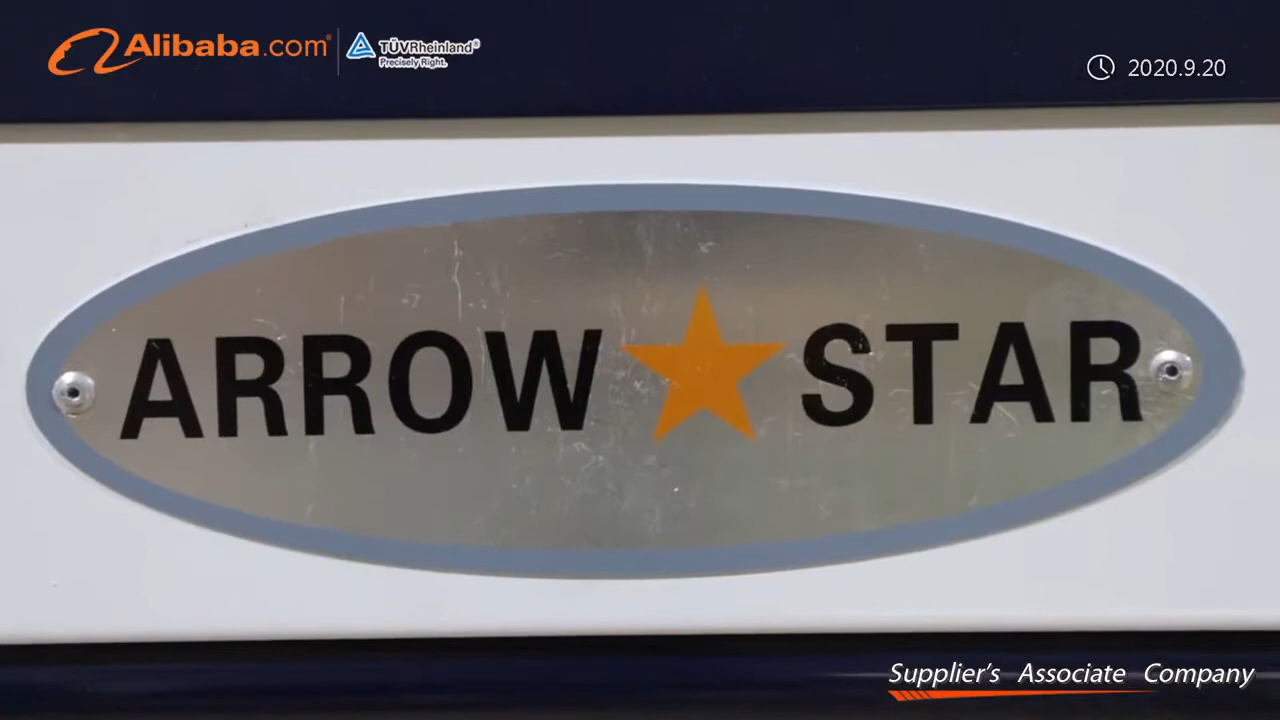 Alibaba.com
TÜVRheinland®
Precisely Right.
2020.9.20
ARROW STAR
Supplier's Associate Company